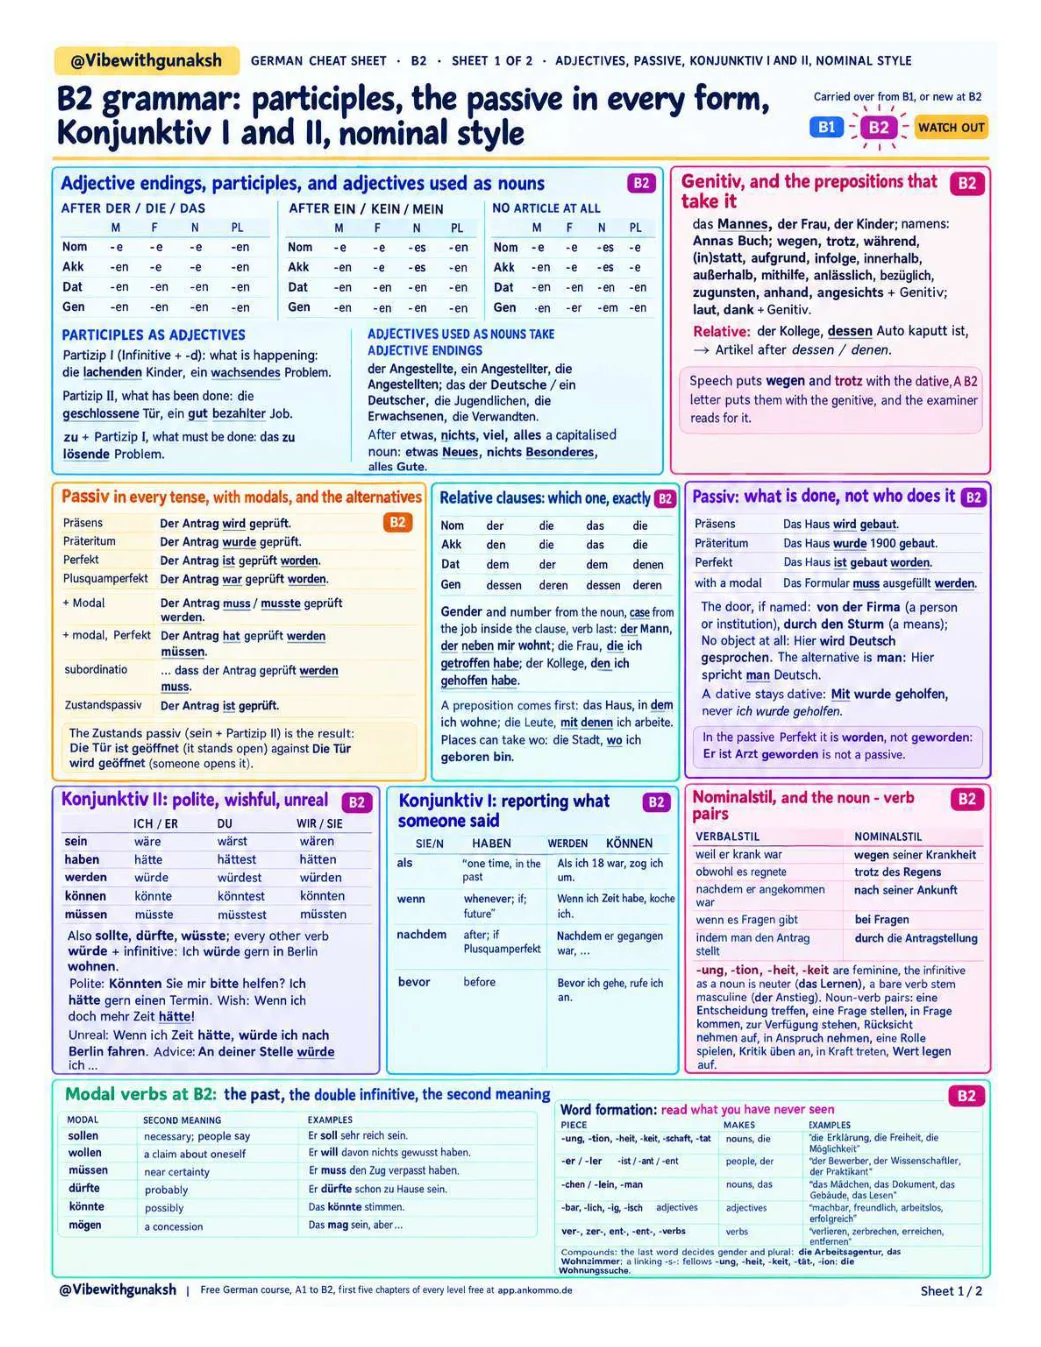 @Vibewithgunaksh
GERMAN CHEAT SHEET · B2 · SHEET 1 OF 2 · ADJECTIVES, PASSIVE, KONJUNKTIV I AND II, NOMINAL STYLE
B2 grammar: participles, the passive in every form,
Konjunktiv I and II, nominal style
Carried over from B1, or new at B2
B1 B2 WATCH OUT
Adjective endings, participles, and adjectives used as nouns B2
AFTER DER / DIE / DAS
M F N PL
Nom -e -e -e -en
Akk -en -e -e -en
Dat -en -en -en -en
Gen -en -en -en -en
AFTER EIN / KEIN / MEIN
M F N PL
Nom -e -e -es -en
Akk -en -e -es -en
Dat -en -en -en -en
Gen -en -en -en -en
NO ARTICLE AT ALL
M F N PL
Nom -e -e -es -e
Akk -en -e -es -e
Dat -en -en -en -en
Gen -en -er -em -en
PARTICIPLES AS ADJECTIVES
Partizip I (Infinitive + -d): what is happening:
die lachenden Kinder, ein wachsendes Problem.
Partizip II, what has been done: die
geschlossene Tür, ein gut bezahlter Job.
zu + Partizip I, what must be done: das zu
lösende Problem.
ADJECTIVES USED AS NOUNS TAKE
ADJECTIVE ENDINGS
der Angestellte, ein Angestellter, die
Angestellten; das der Deutsche / ein
Deutscher, die Jugendlichen, die
Erwachsenen, die Verwandten.
After etwas, nichts, viel, alles a capitalised
noun: etwas Neues, nichts Besonderes,
alles Gute.
Genitiv, and the prepositions that B2
take it
das Mannes, der Frau, der Kinder; namens:
Annas Buch; wegen, trotz, während,
(in)statt, aufgrund, infolge, innerhalb,
außerhalb, mithilfe, anlässlich, bezüglich,
zugunsten, anhand, angesichts + Genitiv;
laut, dank + Genitiv.
Relative: der Kollege, dessen Auto kaputt ist,
→ Artikel after dessen / denen.
Speech puts wegen and trotz with the dative, A B2
letter puts them with the genitive, and the examiner
reads for it.
Passiv in every tense, with modals, and the alternatives
B2
Präsens Der Antrag wird geprüft.
Präteritum Der Antrag wurde geprüft.
Perfekt Der Antrag ist geprüft worden.
Plusquamperfekt Der Antrag war geprüft worden.
+ Modal Der Antrag muss / musste geprüft
werden.
+ modal, Perfekt Der Antrag hat geprüft werden
müssen.
subordinatio ... dass der Antrag geprüft werden
muss.
Zustandspassiv Der Antrag ist geprüft.
The Zustands passiv (sein + Partizip II) is the result:
Die Tür ist geöffnet (it stands open) against Die Tür
wird geöffnet (someone opens it).
Relative clauses: which one, exactly B2
Nom der die das die
Akk den die das die
Dat dem der dem denen
Gen dessen deren dessen deren
Gender and number from the noun, case from
the job inside the clause, verb last: der Mann,
der neben mir wohnt; die Frau, die ich
getroffen habe; der Kollege, den ich
gehoffen habe.
A preposition comes first: das Haus, in dem
ich wohne; die Leute, mit denen ich arbeite.
Places can take wo: die Stadt, wo ich
geboren bin.
Passiv: what is done, not who does it B2
Präsens Das Haus wird gebaut.
Präteritum Das Haus wurde 1900 gebaut.
Perfekt Das Haus ist gebaut worden.
with a modal Das Formular muss ausgefüllt werden.
The door, if named: von der Firma (a person
or institution), durch den Sturm (a means);
No object at all: Hier wird Deutsch
gesprochen. The alternative is man: Hier
spricht man Deutsch.
A dative stays dative: Mit wurde geholfen,
never ich wurde geholfen.
In the passive Perfekt it is worden, not geworden:
Er ist Arzt geworden is not a passive.
Konjunktiv II: polite, wishful, unreal B2
ICH / ER DU WIR / SIE
sein wäre wärst wären
haben hätte hättest hätten
werden würde würdest würden
können könnte könntest könnten
müssen müsste müsstest müssten
Also sollte, dürfte, wüsste; every other verb
würde + infinitive: Ich würde gern in Berlin
wohnen.
Polite: Könnten Sie mir bitte helfen? Ich
hätte gern einen Termin. Wish: Wenn ich
doch mehr Zeit hätte!
Unreal: Wenn ich Zeit hätte, würde ich nach
Berlin fahren. Advice: An deiner Stelle würde
ich ...
Konjunktiv I: reporting what B2
someone said
SIE/N HABEN WERDEN KÖNNEN
als "one time, in the past Als ich 18 war, zog ich um.
wenn whenever; if; future" Wenn ich Zeit habe, koche ich.
nachdem after; if Plusquamperfekt Nachdem er gegangen war, ...
bevor before Bevor ich gehe, rufe ich an.
Nominalstil, and the noun - verb B2
pairs
VERBALSTIL NOMINALSTIL
weil er krank war wegen seiner Krankheit
obwohl es regnete trotz des Regens
nachdem er angekommen war nach seiner Ankunft
wenn es Fragen gibt bei Fragen
indem man den Antrag stellt durch die Antragstellung
-ung, -tion, -heit, -keit are feminine, the infinitive
as a noun is neuter (das Lernen), a bare verb stem
masculine (der Anstieg). Noun-verb pairs: eine
Entscheidung treffen, eine Frage stellen, in Frage
kommen, zur Verfügung stehen, Rücksicht
nehmen auf, in Anspruch nehmen, eine Rolle
spielen, Kritik üben an, in Kraft treten, Wert legen
auf.
Modal verbs at B2: the past, the double infinitive, the second meaning
B2
MODAL SECOND MEANING EXAMPLES
sollen necessary; people say Er soll sehr reich sein.
wollen a claim about oneself Er will davon nichts gewusst haben.
müssen near certainty Er muss den Zug verpasst haben.
dürfte probably Er dürfte schon zu Hause sein.
könnte possibly Das könnte stimmen.
mögen a concession Das mag sein, aber...
Word formation: read what you have never seen
PIECE MAKES EXAMPLES
-ung, -tion, -heit, -keit, -schaft, -tat nouns, die "die Erklärung, die Freiheit, die Möglichkeit"
-er / -ler -ist / -ant / -ent people, der "der Bewerber, der Wissenschaftler, der Praktikant"
-chen / -lein, -man nouns, das "das Mädchen, das Dokument, das Gebäude, das Lesen"
-bar, -lich, -ig, -isch adjectives adjectives "machbar, freundlich, arbeitslos, erfolgreich"
ver-, zer-, ent-, -ent-, -verbs verbs "verlieren, zerbrechen, erreichen, entfernen"
Compounds: the last word decides gender and plural: die Arbeitsagentur, das
Wohnzimmer; a linking -s-: fellows -ung, -heit, -keit, -tät-, -ion: die
Wohnungssuche.
@Vibewithgunaksh | Free German course, A1 to B2, first five chapters of every level free at app.ankommo.de
Sheet 1 / 2